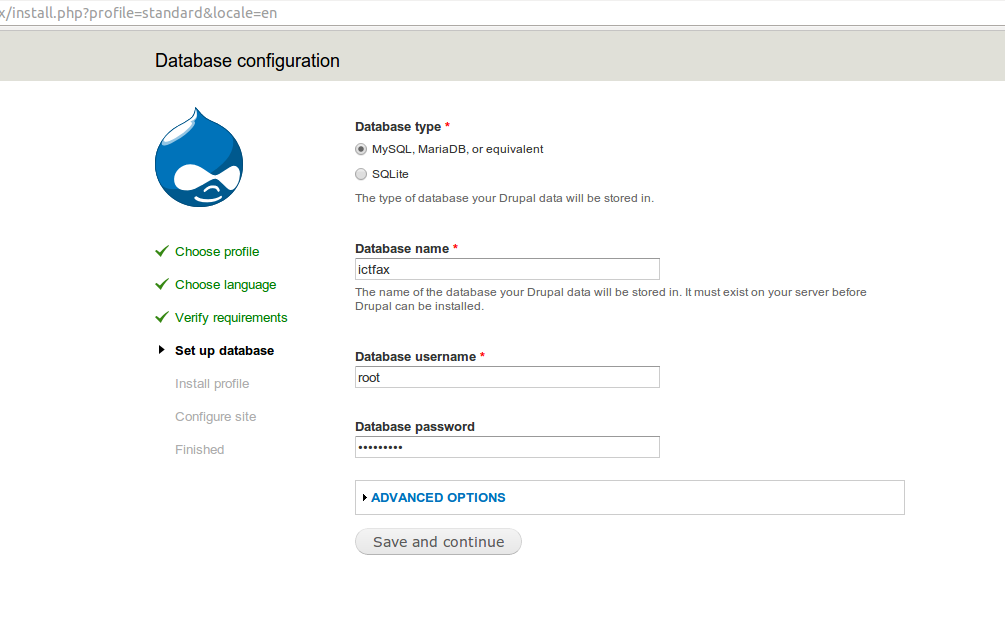 x/install.php?profile=standard&locale=en
Database configuration
Choose profile
Choose language
Verify requirements
Set up database
Install profile
Configure site
Finished
Database type *
MySQL, MariaDB, or equivalent
SQLite
The type of database your Drupal data will be stored in.
Database name *
ictfax
The name of the database your Drupal data will be stored in. It must exist on your server before
Drupal can be installed.
Database username *
root
Database password
•••••••••
ADVANCED OPTIONS
Save and continue